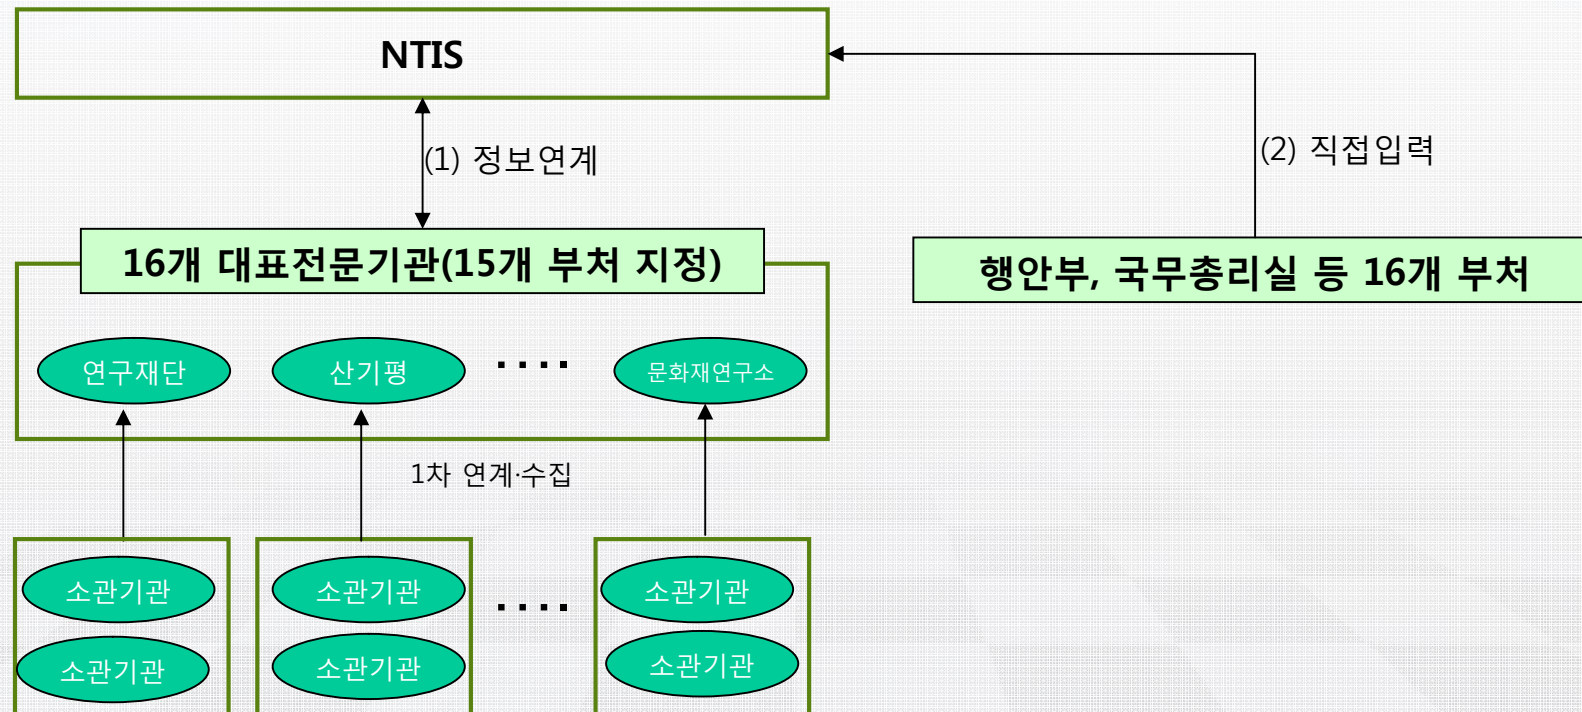 NTIS
(1) 정보연계
(2) 직접입력
16개 대표전문기관(15개 부처 지정)
행안부, 국무총리실 등 16개 부처
연구재단
산기평
....
문화재연구소
1차 연계·수집
소관기관
소관기관
....
소관기관
소관기관
소관기관
소관기관